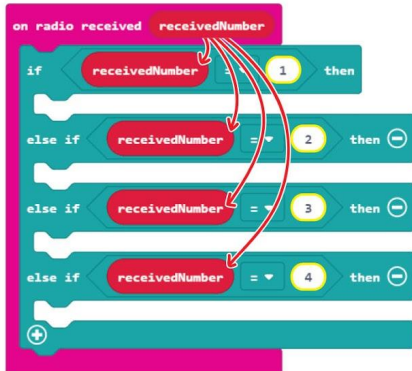 on radio received receivedNumber
if receivedNumber = 1 then
else if receivedNumber = 2 then
else if receivedNumber = 3 then
else if receivedNumber = 4 then